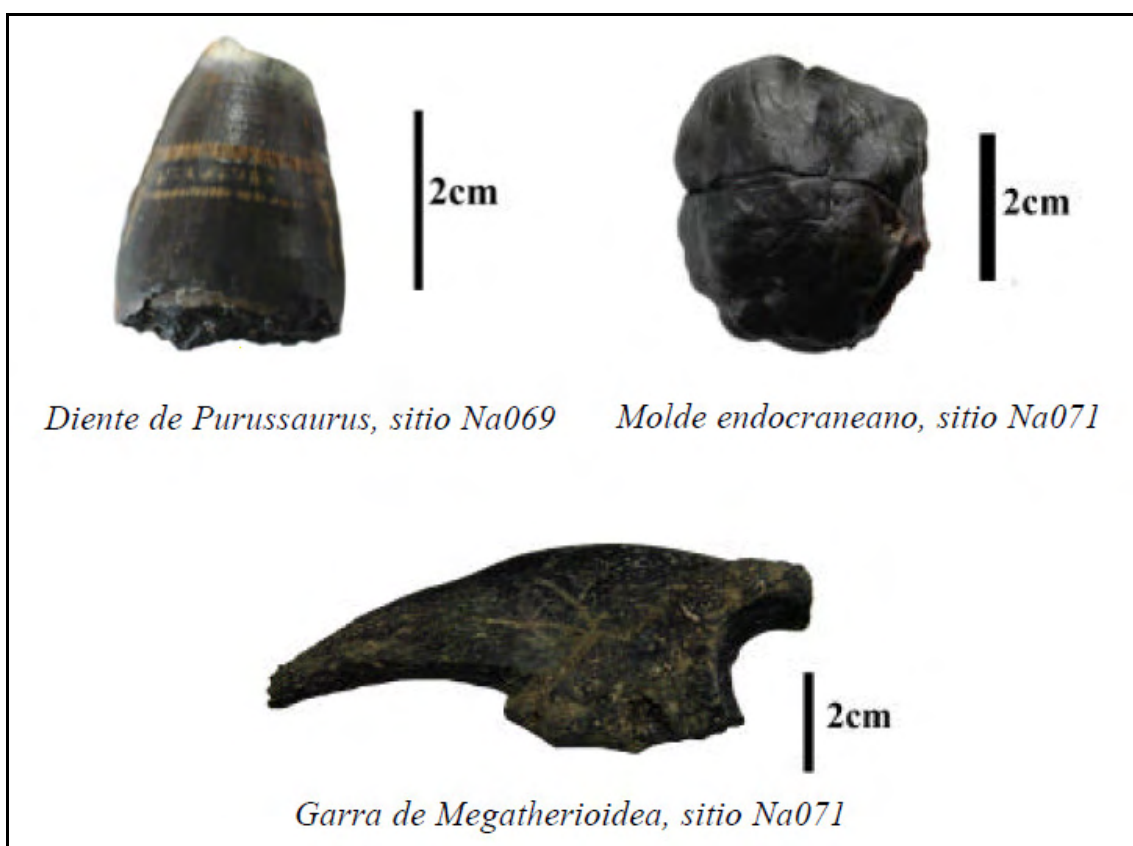 2cm
2cm
Diente de Purussaurus, sitio Na069
Molde endocraneano, sitio Na071
2cm
Garra de Megatherioidea, sitio Na071